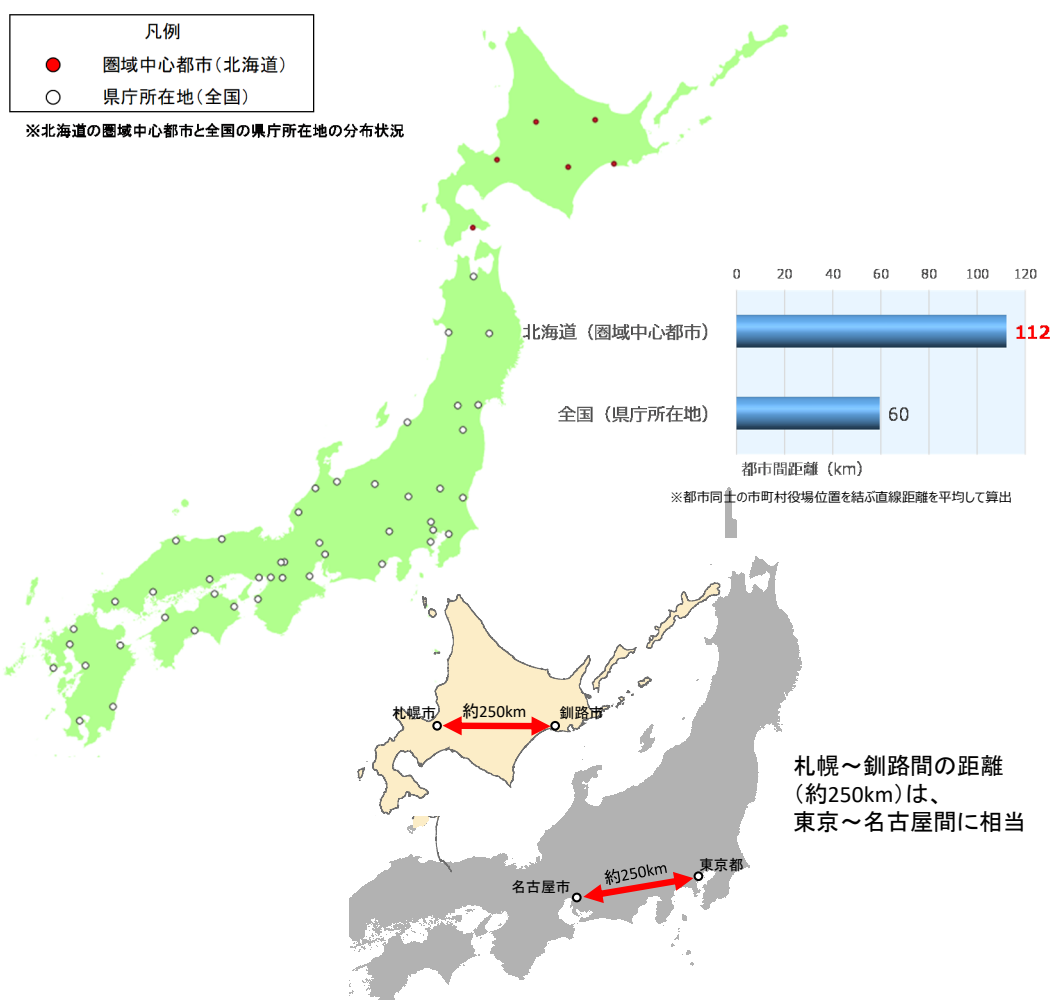 凡例
圏域中心都市(北海道)
県庁所在地(全国)
※北海道の圏域中心都市と全国の県庁所在地の分布状況
0 20 40 60 80 100 120
北海道（圏域中心都市）
112
全国（県庁所在地）
60
都市間距離（km）
※都市同士の市町村役場位置を結ぶ直線距離を平均して算出
札幌市
約250km
釧路市
札幌～釧路間の距離
（約250km）は、
東京～名古屋間に相当
名古屋市
約250km
東京都